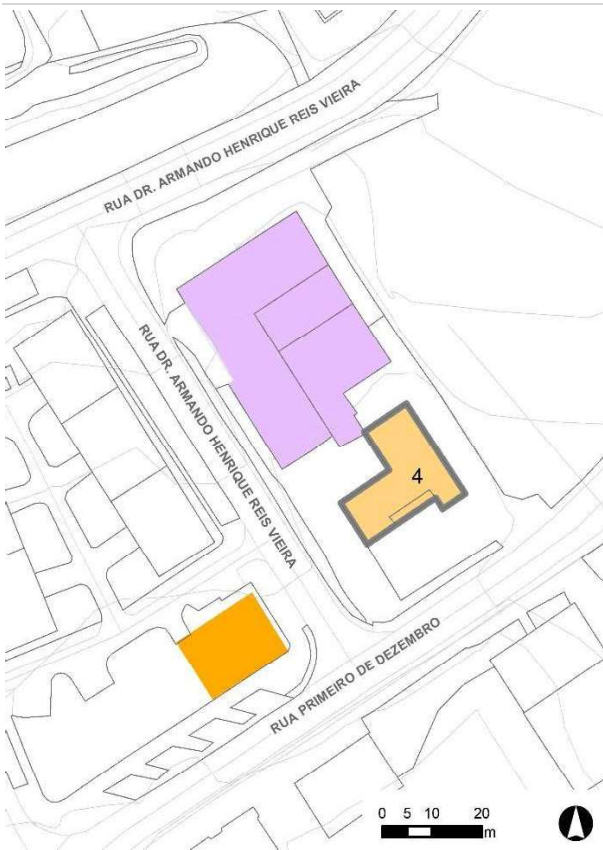 RUA DR. ARMANDO HENRIQUE REIS VIEIRA
RUA DR. ARMANDO HENRIQUE REIS VIEIRA
4
RUA PRIMEIRO DE DEZEMBRO
0 5 10 20
m